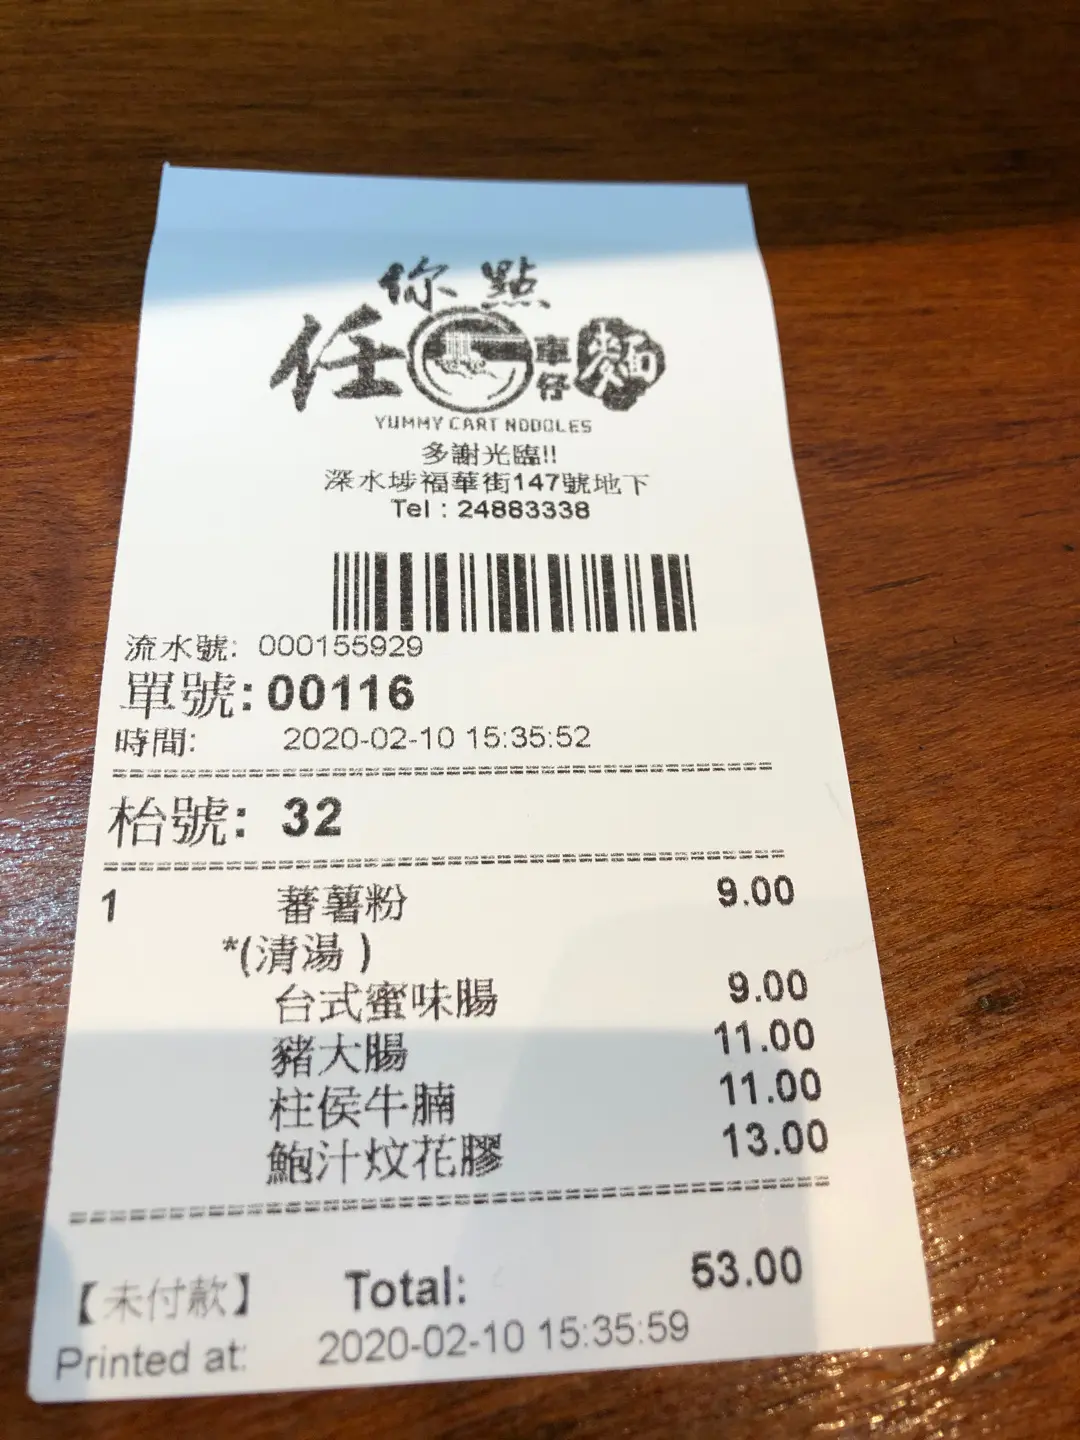 任你點車仔麵
YUMMY CART NOODLES
多謝光臨!!
深水埗福華街147號地下
Tel : 24883338
流水號: 000155929
單號: 00116
時間: 2020-02-10 15:35:52
枱號: 32
1 蕃薯粉 9.00
*(清湯 )
台式蜜味腸 9.00
豬大腸 11.00
柱侯牛腩 11.00
鮑汁炆花膠 13.00
【未付款】 Total: 53.00
Printed at: 2020-02-10 15:35:59